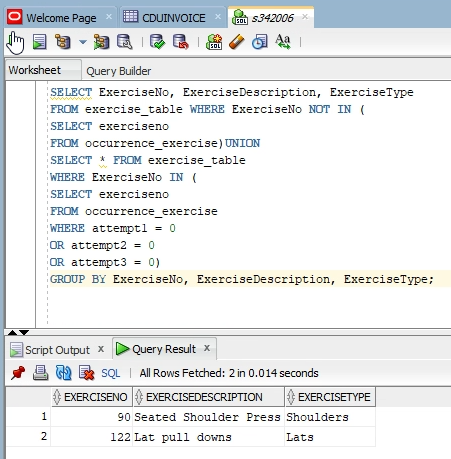 Welcome Page
CDUINVOICE
s342006
SQL
Aa
Worksheet
Query Builder
SELECT ExerciseNo, ExerciseDescription, ExerciseType
FROM exercise_table WHERE ExerciseNo NOT IN (
SELECT exerciseno
FROM occurrence_exercise)UNION
SELECT * FROM exercise_table
WHERE ExerciseNo IN (
SELECT exerciseno
FROM occurrence_exercise
WHERE attempt1 = 0
OR attempt2 = 0
OR attempt3 = 0)
GROUP BY ExerciseNo, ExerciseDescription, ExerciseType;
Script Output x
Query Result x
SQL | All Rows Fetched: 2 in 0.014 seconds
EXERCISENO EXERCISEDESCRIPTION EXERCISETYPE
1 90 Seated Shoulder Press Shoulders
2 122 Lat pull downs Lats